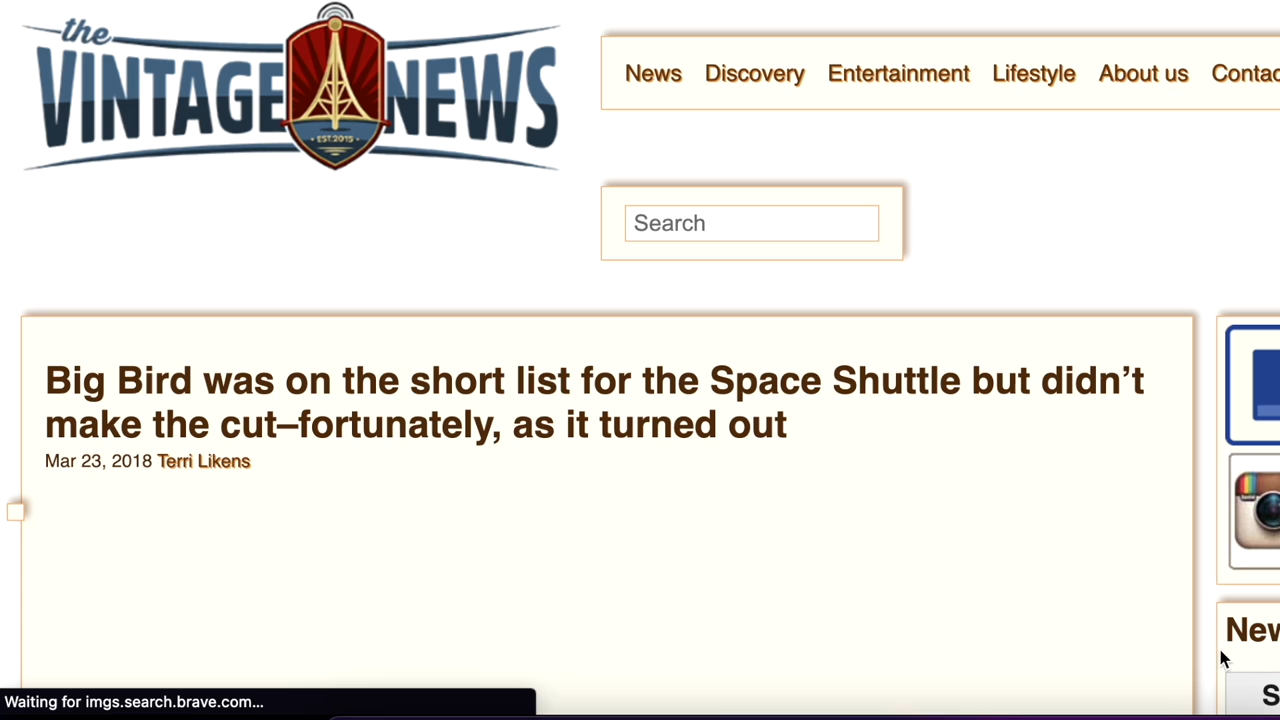 the
VINTAGE NEWS
EST.2015
News Discovery Entertainment Lifestyle About us Contac
Search
Big Bird was on the short list for the Space Shuttle but didn’t
make the cut–fortunately, as it turned out
Mar 23, 2018 Terri Likens
New
S
Waiting for imgs.search.brave.com...